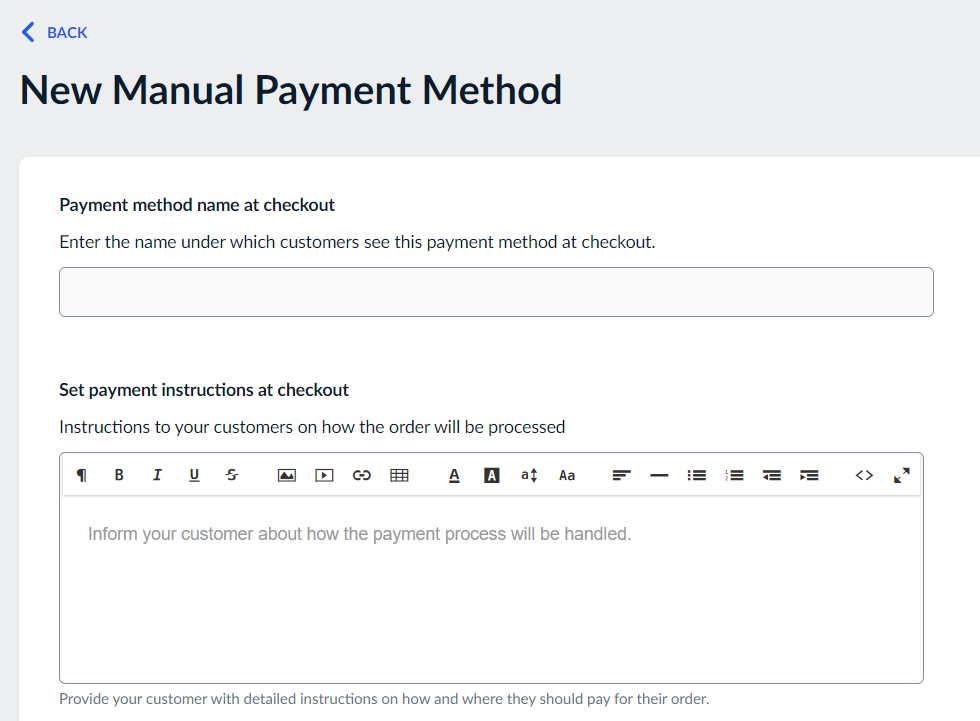 BACK
New Manual Payment Method
Payment method name at checkout
Enter the name under which customers see this payment method at checkout.
Set payment instructions at checkout
Instructions to your customers on how the order will be processed
¶ B I U S A A a Aa <>
Inform your customer about how the payment process will be handled.
Provide your customer with detailed instructions on how and where they should pay for their order.